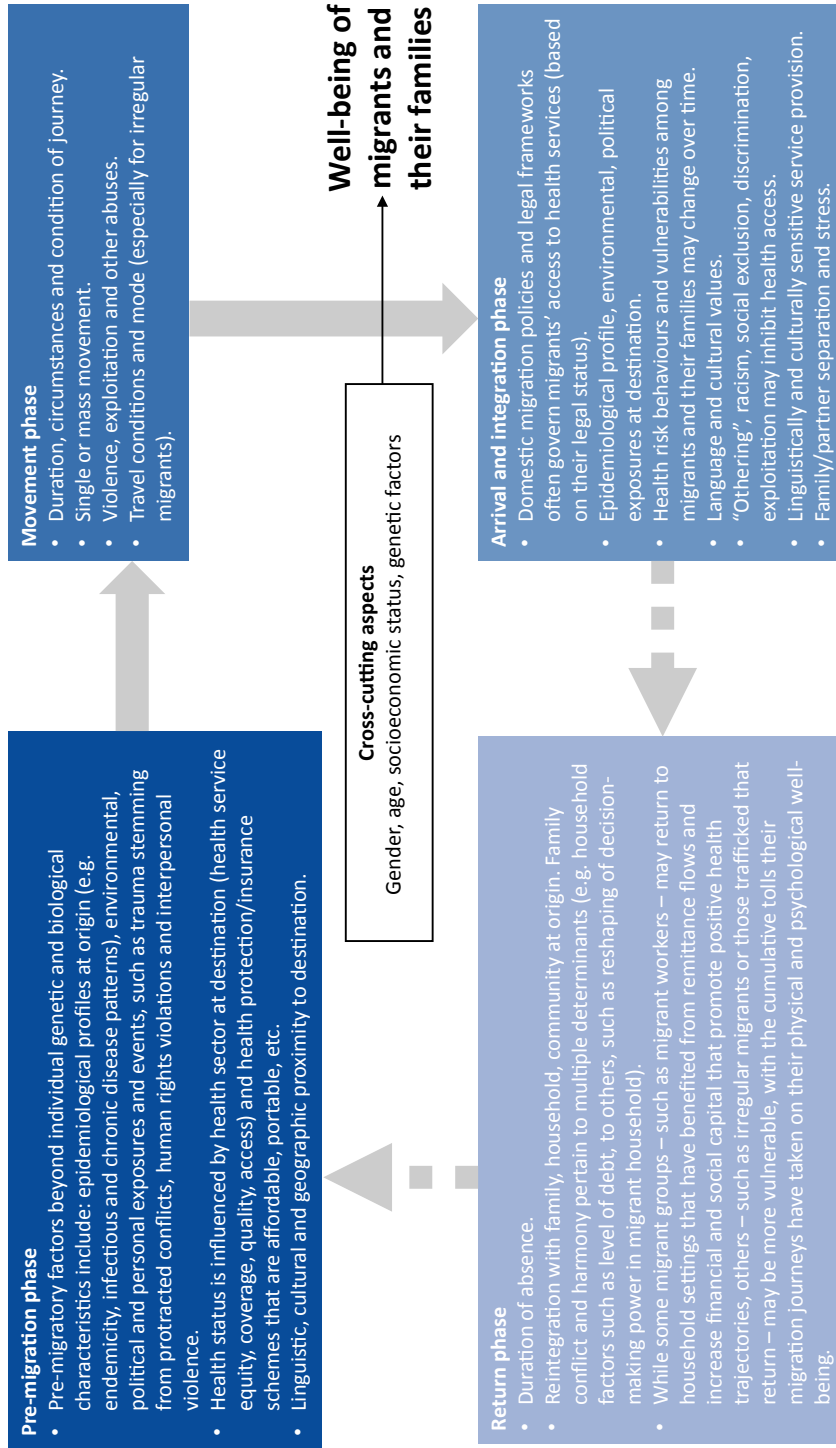 Pre-migration phase
• Pre-migratory factors beyond individual genetic and biological
characteristics include: epidemiological profiles at origin (e.g.
endemicity, infectious and chronic disease patterns), environmental,
political and personal exposures and events, such as trauma stemming
from protracted conflicts, human rights violations and interpersonal
violence.
• Health status is influenced by health sector at destination (health service
equity, coverage, quality, access) and health protection/insurance
schemes that are affordable, portable, etc.
• Linguistic, cultural and geographic proximity to destination.
Movement phase
• Duration, circumstances and condition of journey.
• Single or mass movement.
• Violence, exploitation and other abuses.
• Travel conditions and mode (especially for irregular
migrants).
Cross-cutting aspects
Gender, age, socioeconomic status, genetic factors
Well-being of
migrants and
their families
Return phase
• Duration of absence.
• Reintegration with family, household, community at origin. Family
conflict and harmony pertain to multiple determinants (e.g. household
factors such as level of debt, to others, such as reshaping of decision-
making power in migrant household).
• While some migrant groups – such as migrant workers – may return to
household settings that have benefited from remittance flows and
increase financial and social capital that promote positive health
trajectories, others – such as irregular migrants or those trafficked that
return – may be more vulnerable, with the cumulative tolls their
migration journeys have taken on their physical and psychological well-
being.
Arrival and integration phase
• Domestic migration policies and legal frameworks
often govern migrants’ access to health services (based
on their legal status).
• Epidemiological profile, environmental, political
exposures at destination.
• Health risk behaviours and vulnerabilities among
migrants and their families may change over time.
• Language and cultural values.
• “Othering”, racism, social exclusion, discrimination,
exploitation may inhibit health access.
• Linguistically and culturally sensitive service provision.
• Family/partner separation and stress.